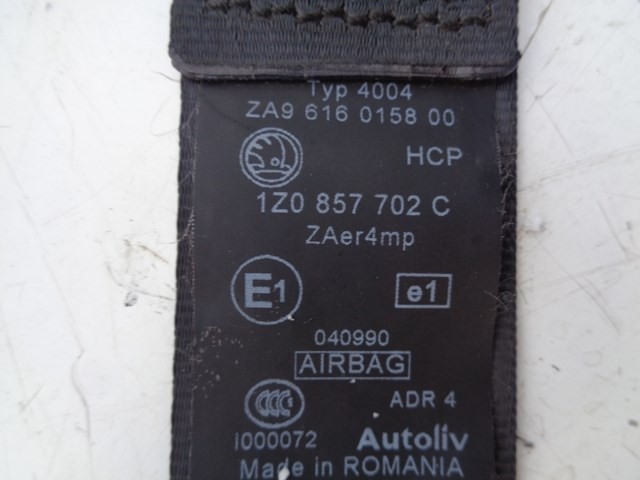 Typ 4004
ZA9 616 0158 00
HCP
1Z0 857 702 C
ZAer4mp
E1 e1
040990
AIRBAG
CCC ADR 4
I000072 Autoliv
Made in ROMANIA